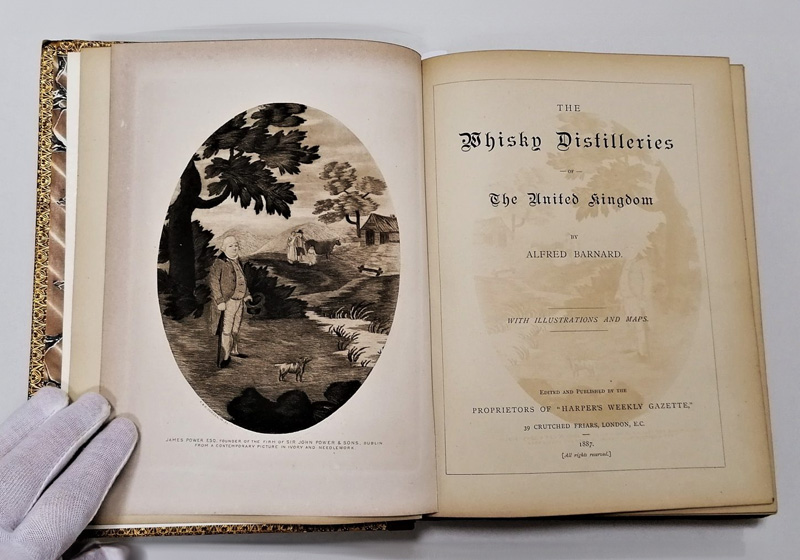 JAMES POWER ESQ. FOUNDER OF THE FIRM OF SIR JOHN POWER & SONS, DUBLIN
FROM A CONTEMPORARY PICTURE IN IVORY AND NEEDLEWORK
THE
Whisky Distilleries
—OF—
The United Kingdom
BY
ALFRED BARNARD.
WITH ILLUSTRATIONS AND MAPS.
EDITED AND PUBLISHED BY THE
PROPRIETORS OF "HARPER'S WEEKLY GAZETTE,"
39 CRUTCHED FRIARS, LONDON, E.C.
1887.
[All rights reserved.]